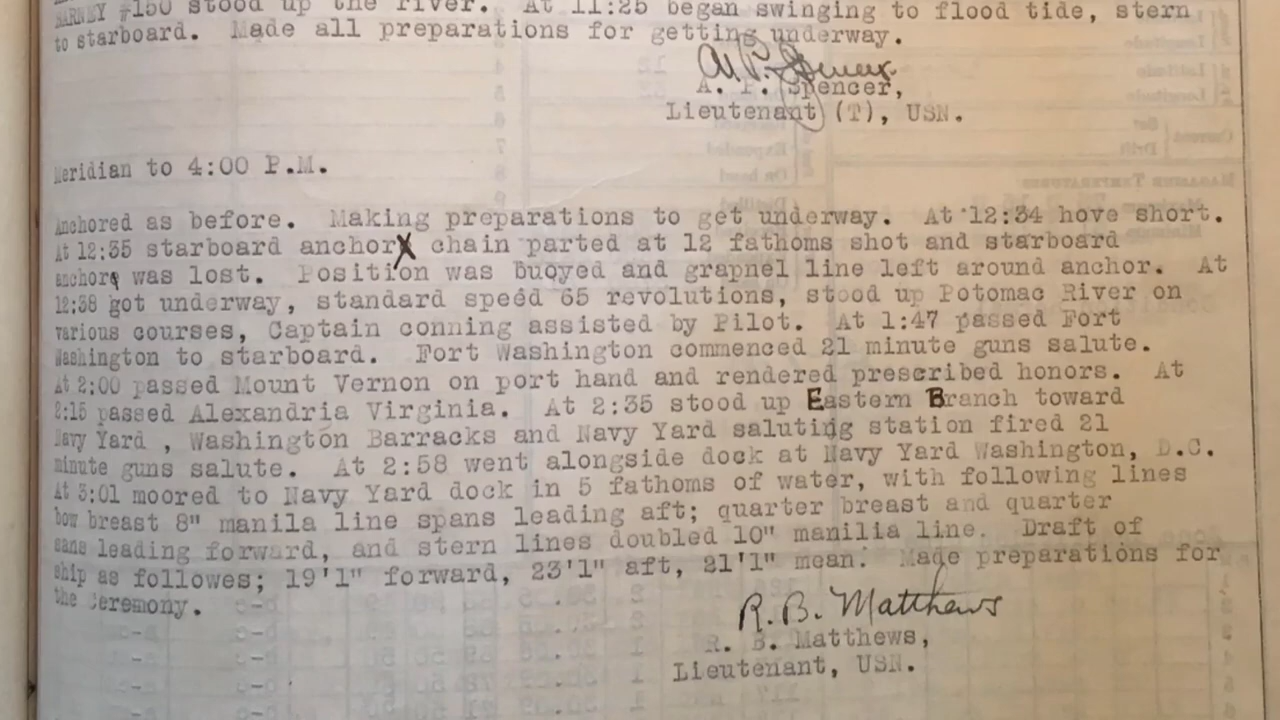 BARNEY #150 stood up the river. At 11:25 began swinging to flood tide, stern
to starboard. Made all preparations for getting underway.
A. P. Spencer
A. P. Spencer,
Lieutenant (T), USN.
Meridian to 4:00 P.M.
Anchored as before. Making preparations to get underway. At 12:34 hove short.
At 12:35 starboard anchor chain parted at 12 fathoms shot and starboard
anchor was lost. Position was buoyed and grapnel line left around anchor. At
12:38 got underway, standard speed 65 revolutions, stood up Potomac River on
various courses, Captain conning assisted by Pilot. At 1:47 passed Fort
Washington to starboard. Fort Washington commenced 21 minute guns salute.
At 2:00 passed Mount Vernon on port hand and rendered prescribed honors. At
2:15 passed Alexandria Virginia. At 2:35 stood up Eastern Branch toward
Navy Yard , Washington Barracks and Navy Yard saluting station fired 21
minute guns salute. At 2:58 went alongside dock at Navy Yard Washington, D.C.
At 3:01 moored to Navy Yard dock in 5 fathoms of water, with following lines
bow breast 8" manila line spans leading aft; quarter breast and quarter
leading forward, and stern lines doubled 10" manilia line. Draft of
ship as followes; 19'1" forward, 23'1" aft, 21'1" mean. Made preparations for
the ceremony.
R. B. Matthews
R. B. Matthews,
Lieutenant, USN.